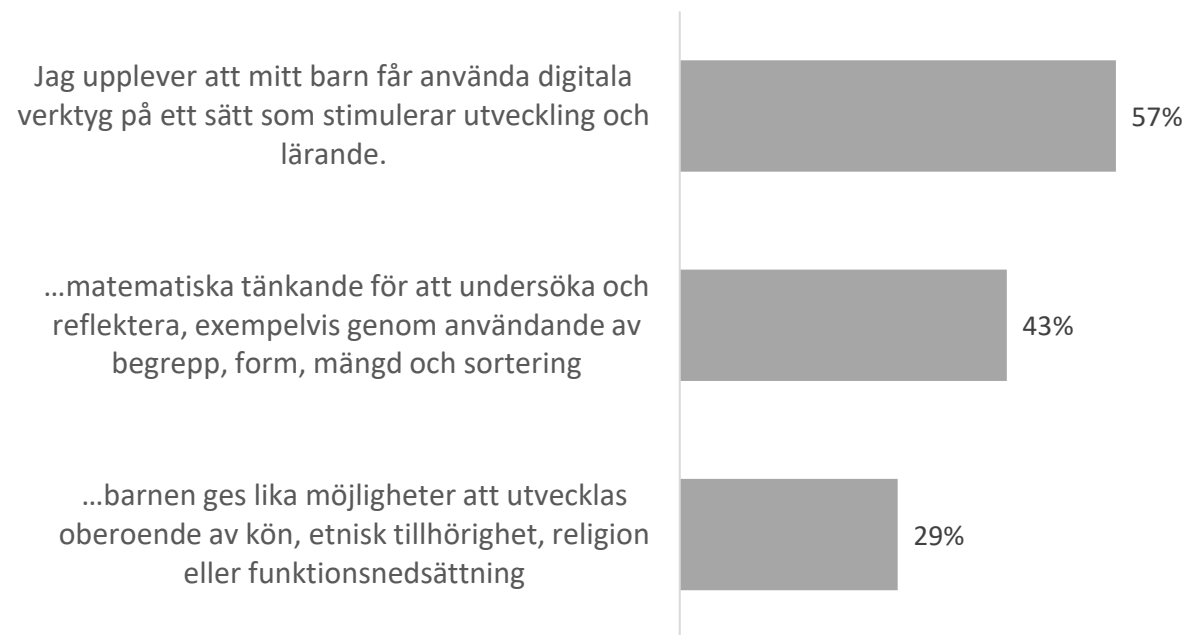 Jag upplever att mitt barn får använda digitala
verktyg på ett sätt som stimulerar utveckling och
lärande.
57%
…matematiska tänkande för att undersöka och
reflektera, exempelvis genom användande av
begrepp, form, mängd och sortering
43%
…barnen ges lika möjligheter att utvecklas
oberoende av kön, etnisk tillhörighet, religion
eller funktionsnedsättning
29%